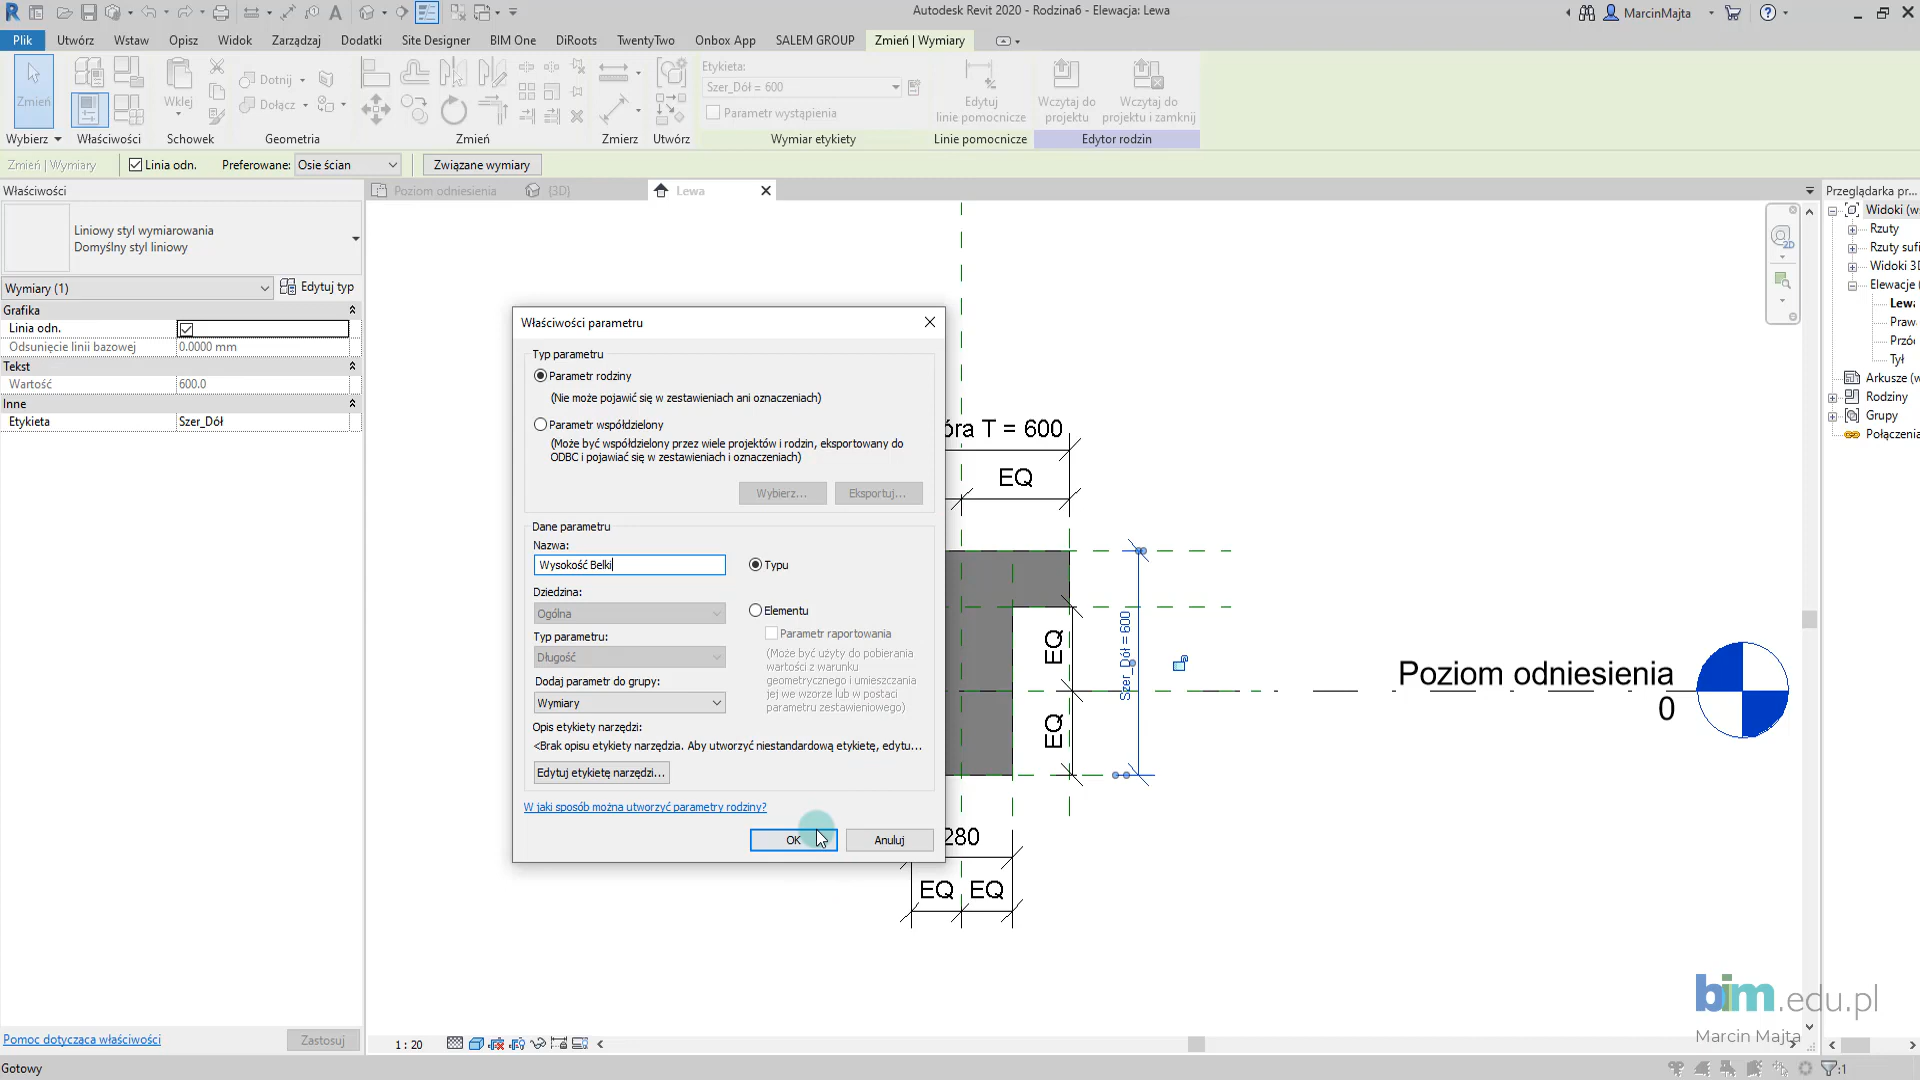 Autodesk Revit 2020 - Rodzina6 - Elewacja: Lewa
MarcinMajta
Plik Utwórz Wstaw Opisz Widok Zarządzaj Dodatki Site Designer BIM One DiRoots TwentyTwo Onbox App SALEM GROUP Zmień | Wymiary
Zmień
Wklej
Dotnij
Dołącz
Etykieta:
Szer_Dół = 600
Parametr wystąpienia
Edytuj
linie pomocnicze
Wczytaj do
projektu
Wczytaj do
projektu i zamknij
Wybierz Właściwości Schowek Geometria Zmień Zmierz Utwórz Wymiar etykiety Linie pomocnicze Edytor rodzin
Zmień | Wymiary Linia odn. Preferowane: Osie ścian Związane wymiary
Właściwości
Poziom odniesienia {3D} Lewa
Przeglądarka pr...
Liniowy styl wymiarowania
Domyślny styl liniowy
Wymiary (1) Edytuj typ
Grafika
Linia odn.
Odsunięcie linii bazowej 0.0000 mm
Tekst
Wartość 600.0
Inne
Etykieta Szer_Dół
Pomoc dotycząca właściwości Zastosuj
Gotowy
Właściwości parametru
Typ parametru
Parametr rodziny
(Nie może pojawić się w zestawieniach ani oznaczeniach)
Parametr współdzielony
(Może być współdzielony przez wiele projektów i rodzin, eksportowany do
ODBC i pojawiać się w zestawieniach i oznaczeniach)
Wybierz... Eksportuj...
Dane parametru
Nazwa:
Wysokość Belki
Typu
Dziedzina:
Ogólna
Elementu
Typ parametru:
Parametr raportowania
Długość
(Może być użyty do pobierania
wartości z warunku
geometrycznego i umieszczania
jej we wzorze lub w postaci
parametru zestawieniowego)
Dodaj parametr do grupy:
Wymiary
Opis etykiety narzędzi:
<Brak opisu etykiety narzędzia. Aby utworzyć niestandardową etykietę, edytu...
Edytuj etykietę narzędzi...
W jaki sposób można utworzyć parametry rodziny?
OK Anuluj
óra T = 600
EQ
EQ
EQ
Szer_Dół = 600
280
EQ EQ
Poziom odniesienia
0
2D
Widoki (w
Rzuty
Rzuty sufi
Widoki 3D
Elewacje (
Lewa
Praw
Przó
Tył
Arkusze (w
Rodziny
Grupy
Połączenia
1 : 20
bim.edu.pl
Marcin Majta
:1